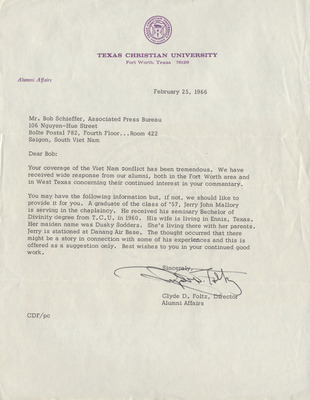 TEXAS CHRISTIAN UNIVERSITY
Fort Worth, Texas 76129
Alumni Affairs
February 25, 1966
Mr. Bob Schieffer, Associated Press Bureau
106 Nguyen-Hue Street
Boite Postal 782, Fourth Floor...Room 422
Saigon, South Viet Nam
Dear Bob:
Your coverage of the Viet Nam conflict has been tremendous. We have
received wide response from our alumni, both in the Fort Worth area and
in West Texas concerning their continued interest in your commentary.
You may have the following information but, if not, we should like to
provide it for you. A graduate of the class of '57, Jerry John Mallory
is serving in the chaplaincy. He received his seminary Bachelor of
Divinity degree from T.C.U. in 1960. His wife is living in Ennis, Texas.
Her maiden name was Dusky Sodders. She's living there with her parents.
Jerry is stationed at Danang Air Base. The thought occurred that there
might be a story in connection with some of his experiences and this is
offered as a suggestion only. Best wishes to you in your continued good
work.
Sincerely,
Clyde D. Foltz, Director
Alumni Affairs
CDF/pc